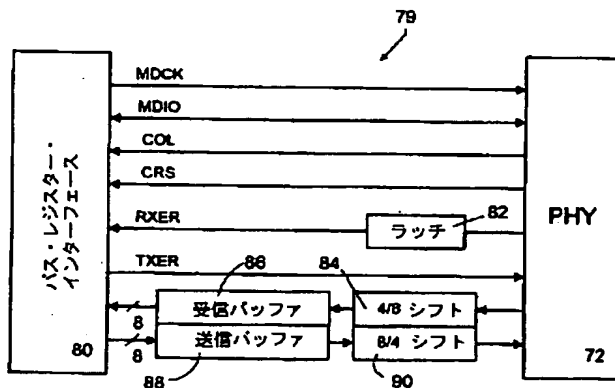 79
MDCK
MDIO
COL
CRS
RXER
ラッチ
82
TXER
バス・レジスター・
インターフェース
80
PHY
72
86
84
受信バッファ
4/8 シフト
8
送信バッファ
8/4 シフト
8
88
90